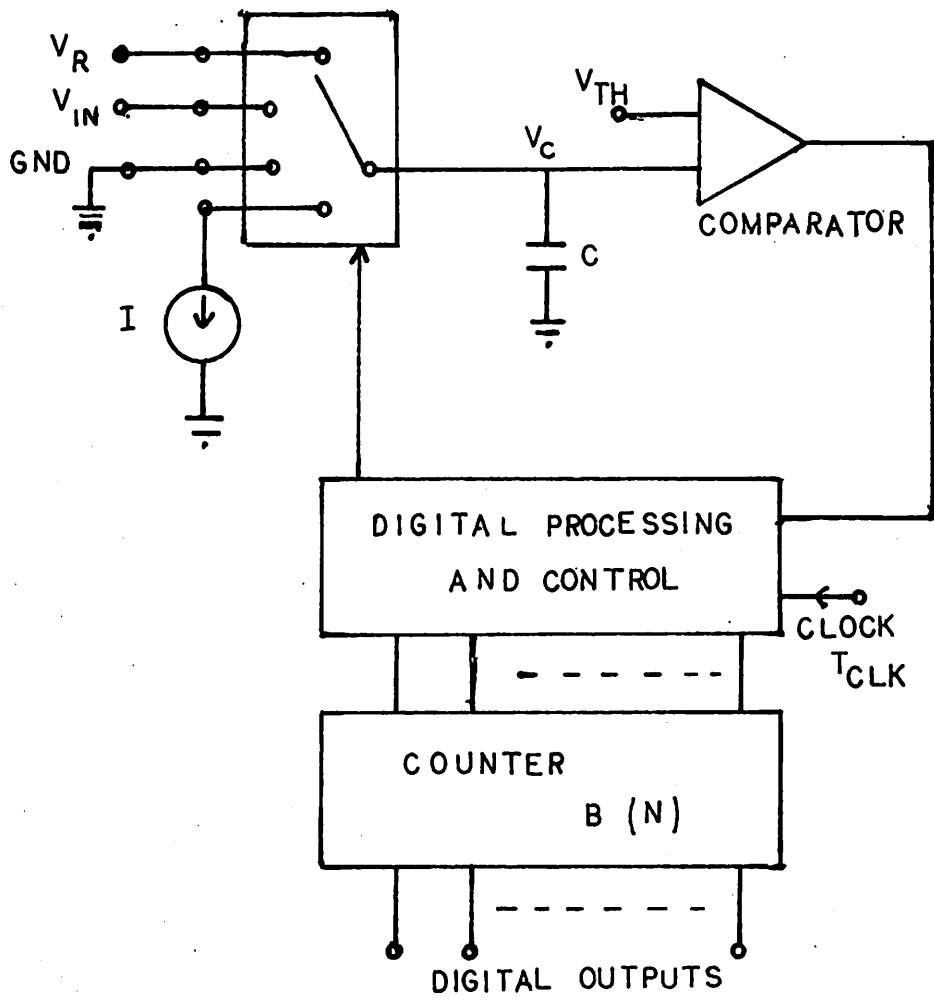 V_R
V_IN
GND
I
V_C
C
V_TH
COMPARATOR
DIGITAL PROCESSING
AND CONTROL
CLOCK
T_CLK
COUNTER
B (N)
DIGITAL OUTPUTS